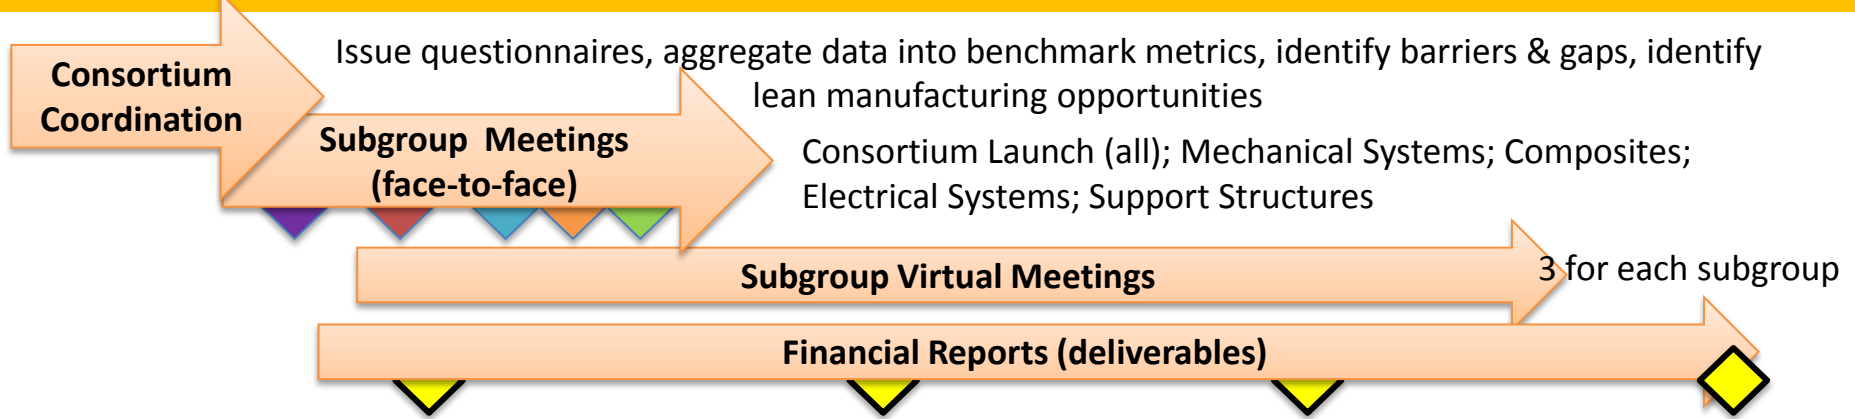 Issue questionnaires, aggregate data into benchmark metrics, identify barriers & gaps, identify
lean manufacturing opportunities
Consortium
Coordination
Subgroup Meetings
(face-to-face)
Consortium Launch (all); Mechanical Systems; Composites;
Electrical Systems; Support Structures
Subgroup Virtual Meetings
3 for each subgroup
Financial Reports (deliverables)